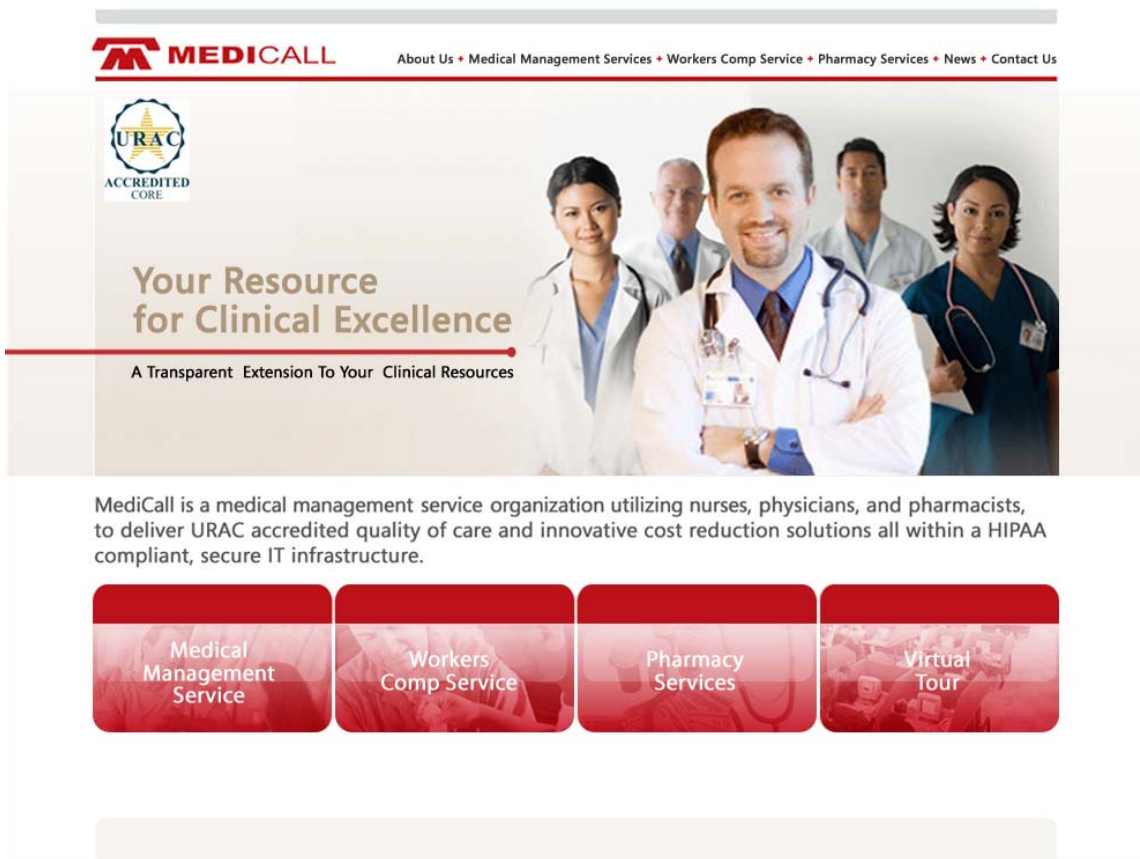 MEDICALL
About Us + Medical Management Services + Workers Comp Service + Pharmacy Services + News + Contact Us
URAC
ACCREDITED
CORE
Your Resource
for Clinical Excellence
A Transparent Extension To Your Clinical Resources
MediCall is a medical management service organization utilizing nurses, physicians, and pharmacists,
to deliver URAC accredited quality of care and innovative cost reduction solutions all within a HIPAA
compliant, secure IT infrastructure.
Medical
Management
Service
Workers
Comp Service
Pharmacy
Services
Virtual
Tour